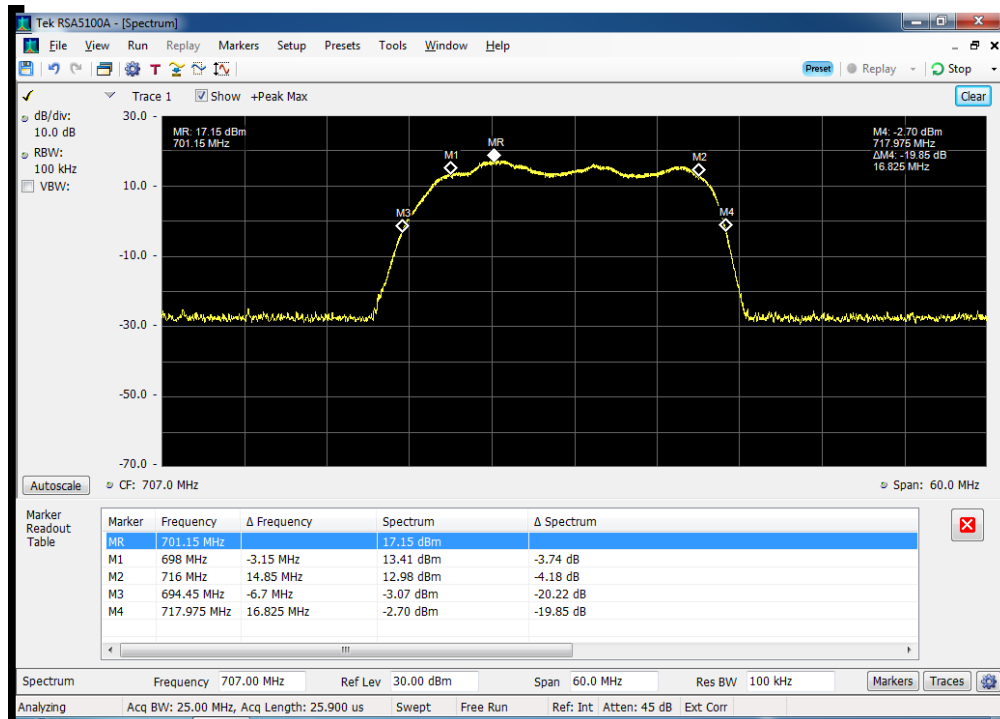 Tek RSA5100A - [Spectrum]
File View Run Replay Markers Setup Presets Tools Window Help
Preset Replay Stop
Trace 1 Show +Peak Max Clear
dB/div:
10.0 dB
RBW:
100 kHz
VBW:
30.0
10.0
-10.0
-30.0
-50.0
-70.0
MR: 17.15 dBm
701.15 MHz
M4: -2.70 dBm
717.975 MHz
ΔM4: -19.85 dB
16.825 MHz
M3
M1
MR
M2
M4
Autoscale CF: 707.0 MHz Span: 60.0 MHz
Marker
Readout
Table
Marker Frequency Δ Frequency Spectrum Δ Spectrum
MR 701.15 MHz 17.15 dBm
M1 698 MHz -3.15 MHz 13.41 dBm -3.74 dB
M2 716 MHz 14.85 MHz 12.98 dBm -4.18 dB
M3 694.45 MHz -6.7 MHz -3.07 dBm -20.22 dB
M4 717.975 MHz 16.825 MHz -2.70 dBm -19.85 dB
Spectrum Frequency 707.00 MHz Ref Lev 30.00 dBm Span 60.0 MHz Res BW 100 kHz Markers Traces
Analyzing Acq BW: 25.00 MHz, Acq Length: 25.900 us Swept Free Run Ref: Int Atten: 45 dB Ext Corr